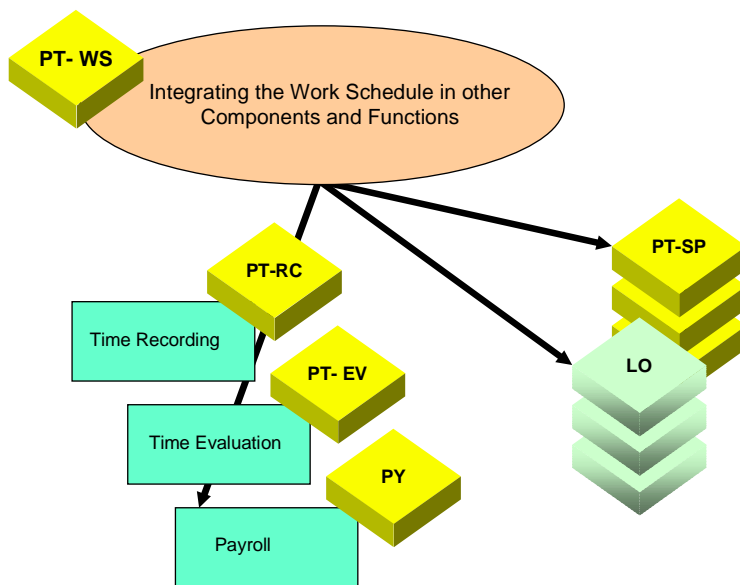 PT- WS
Integrating the Work Schedule in other
Components and Functions
PT-RC
PT-SP
Time Recording
PT- EV
LO
Time Evaluation
PY
Payroll